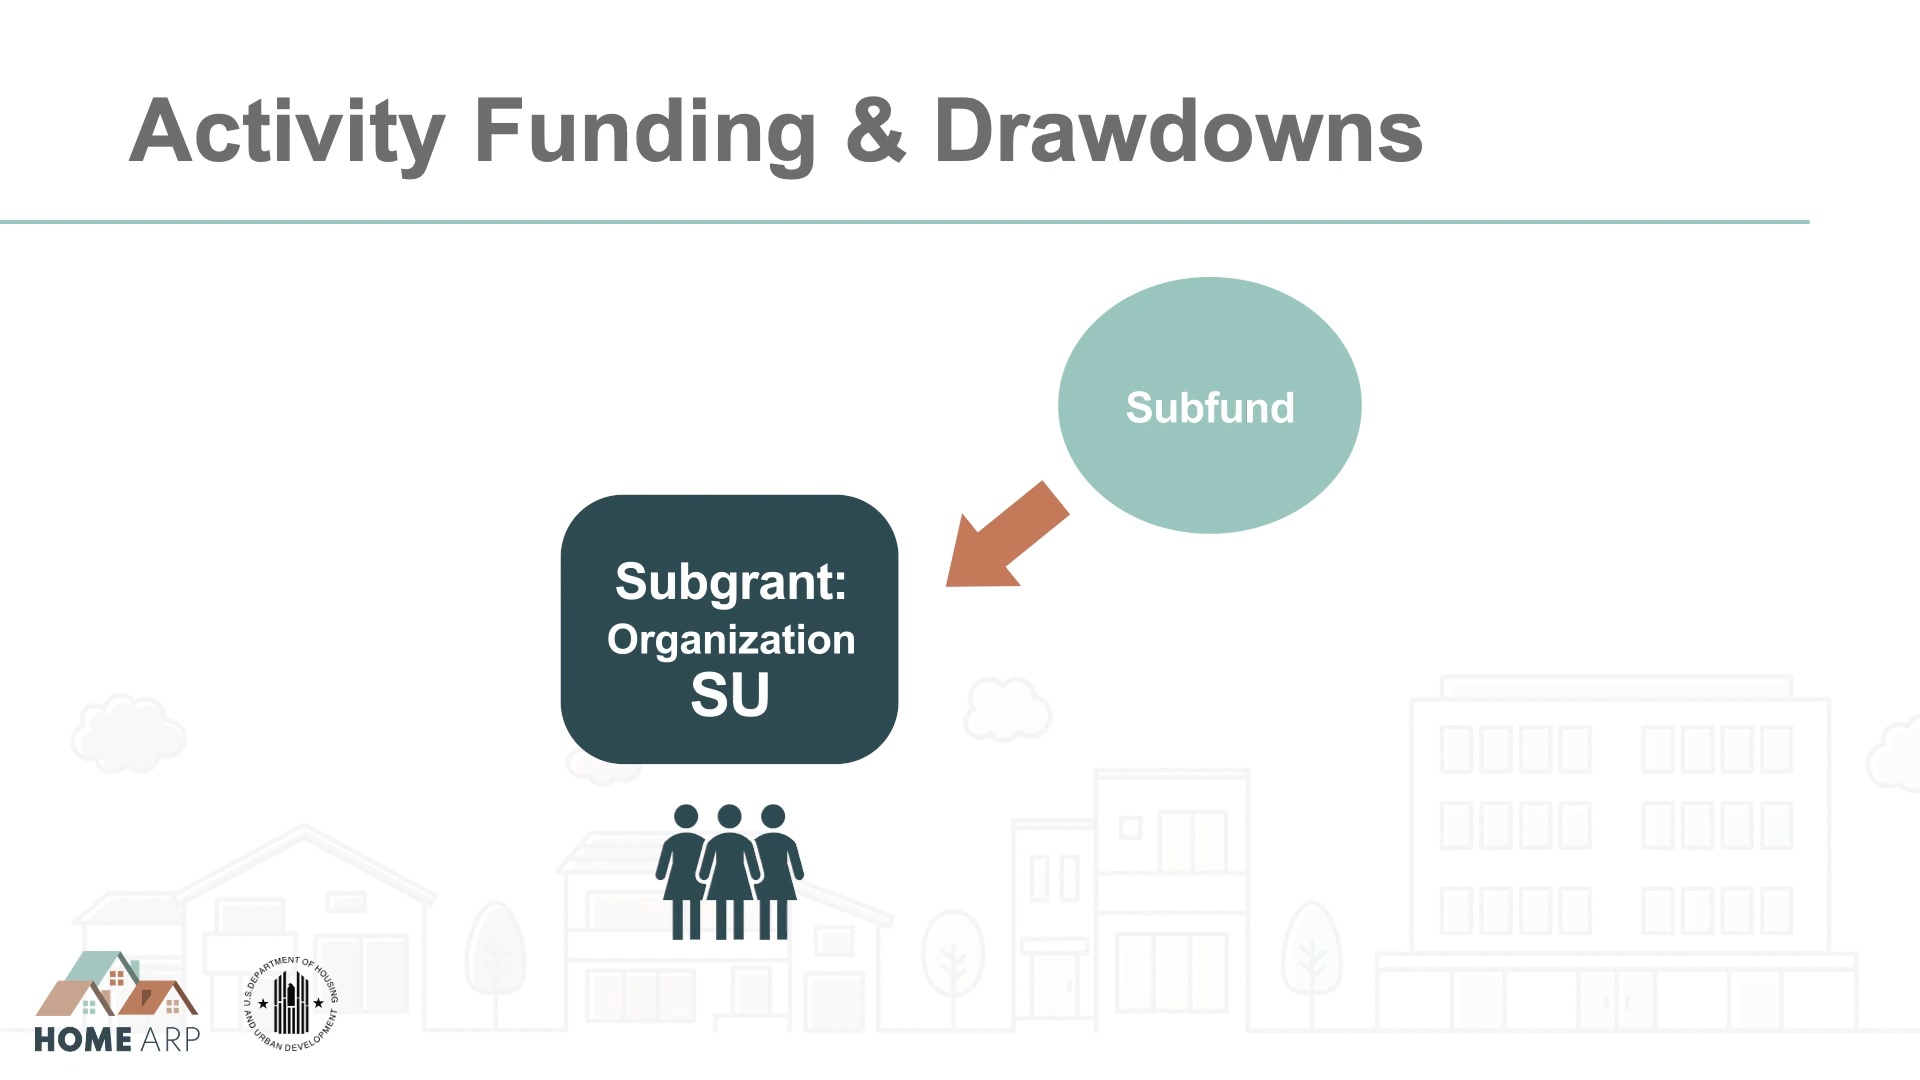 Activity Funding & Drawdowns
Subfund
Subgrant:
Organization
SU
HOME ARP
U.S. DEPARTMENT OF HOUSING
AND URBAN DEVELOPMENT